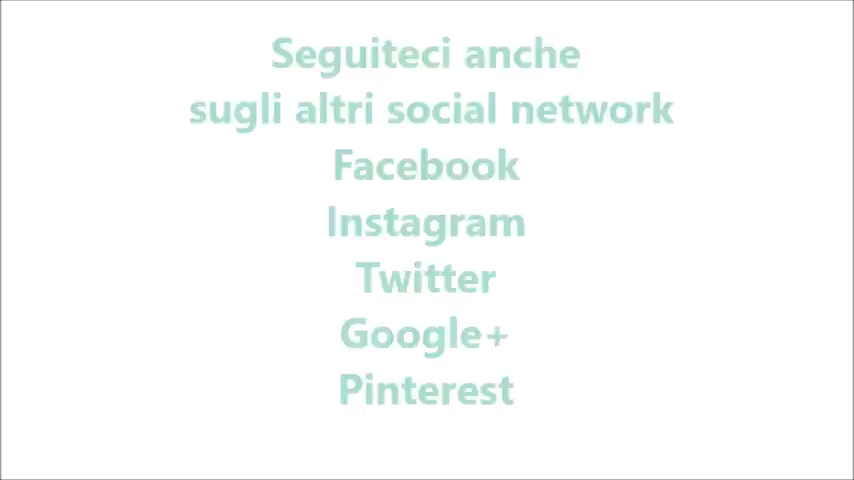 Seguiteci anche
sugli altri social network
Facebook
Instagram
Twitter
Google+
Pinterest